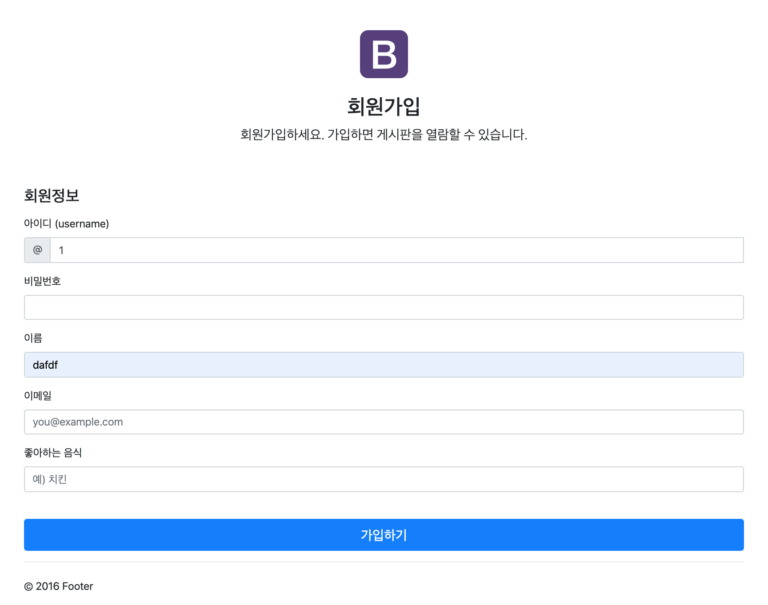 B
회원가입
회원가입하세요. 가입하면 게시판을 열람할 수 있습니다.
회원정보
아이디 (username)
@ 1
비밀번호
이름
dafdf
이메일
you@example.com
좋아하는 음식
예) 치킨
가입하기
© 2016 Footer